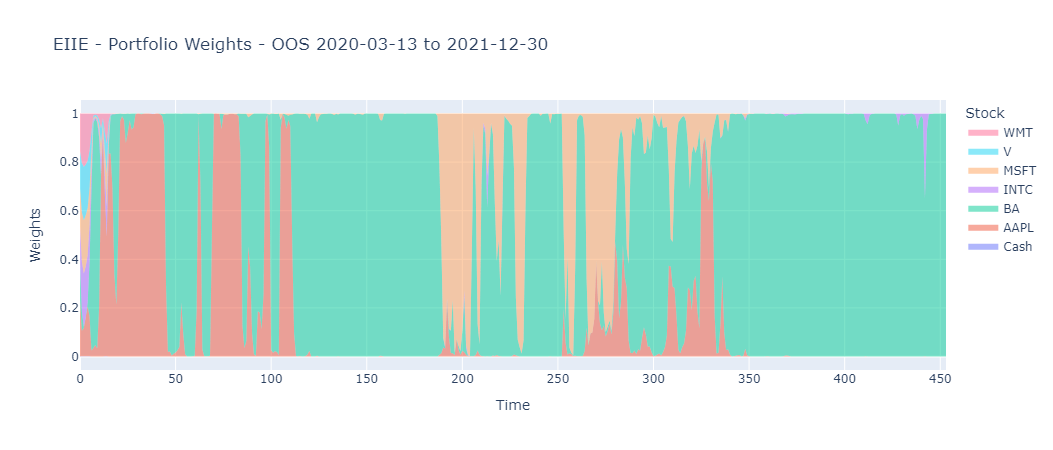 EIIE - Portfolio Weights - OOS 2020-03-13 to 2021-12-30
Stock
WMT
V
MSFT
INTC
BA
AAPL
Cash
Weights
1
0.8
0.6
0.4
0.2
0
0 50 100 150 200 250 300 350 400 450
Time